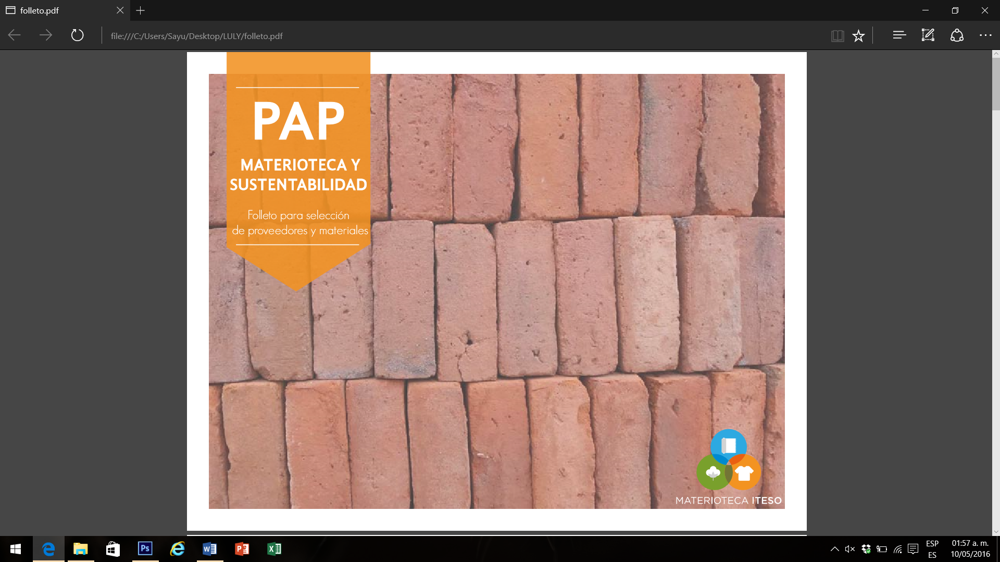 folleto.pdf
file:///C:/Users/Sayu/Desktop/LULY/folleto.pdf
PAP
MATERIOTECA Y
SUSTENTABILIDAD
Folleto para selección
de proveedores y materiales
MATERIOTECA ITESO
Ps
ESP
ES
01:57 a. m.
10/05/2016